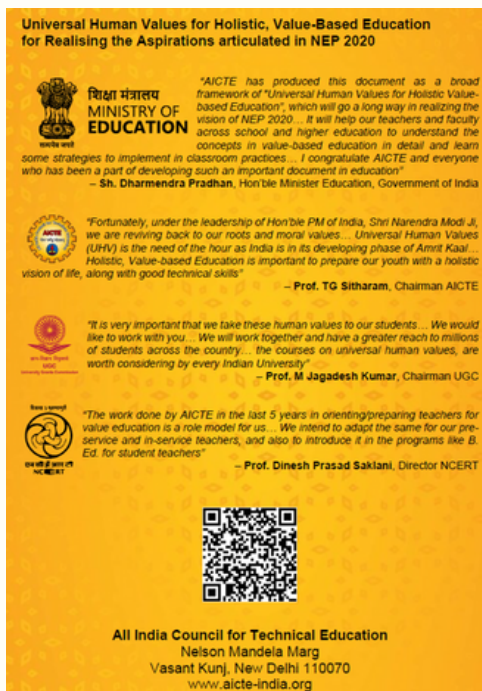 Universal Human Values for Holistic, Value-Based Education
for Realising the Aspirations articulated in NEP 2020
"AICTE has produced this document as a broad
framework of "Universal Human Values for Holistic Value-
based Education", which will go a long way in realizing the
vision of NEP 2020… It will help our teachers and faculty
across school and higher education to understand the
concepts in value-based education in detail and learn
some strategies to implement in classroom practices… I congratulate AICTE and everyone
who has been a part of developing such an important document in education"
– Sh. Dharmendra Pradhan, Hon'ble Minister Education, Government of India
सत्यमेव जयते
शिक्षा मंत्रालय
MINISTRY OF
EDUCATION
AICTE
"Fortunately, under the leadership of Hon'ble PM of India, Shri Narendra Modi Ji,
we are reviving back to our roots and moral values… Universal Human Values
(UHV) is the need of the hour as India is in its developing phase of Amrit Kaal…
Holistic, Value-based Education is important to prepare our youth with a holistic
vision of life, along with good technical skills"
– Prof. TG Sitharam, Chairman AICTE
ज्ञान-विज्ञान विमुक्तये
UGC
University Grants Commission
"It is very important that we take these human values to our students… We would
like to work with you… We will work together and have a greater reach to millions
of students across the country… the courses on universal human values, are
worth considering by every Indian University"
– Prof. M Jagadesh Kumar, Chairman UGC
विद्यया ऽ मृतमश्नुते
एन सी ई आर टी
NCERT
"The work done by AICTE in the last 5 years in orienting/preparing teachers for
value education is a role model for us… We intend to adapt the same for our pre-
service and in-service teachers, and also to introduce it in the programs like B.
Ed. for student teachers"
– Prof. Dinesh Prasad Saklani, Director NCERT
All India Council for Technical Education
Nelson Mandela Marg
Vasant Kunj, New Delhi 110070
www.aicte-india.org